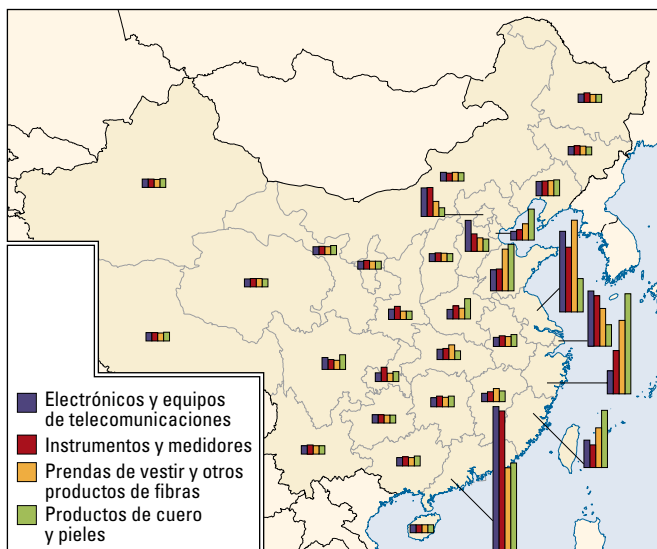 Electrónicos y equipos
de telecomunicaciones
Instrumentos y medidores
Prendas de vestir y otros
productos de fibras
Productos de cuero
y pieles